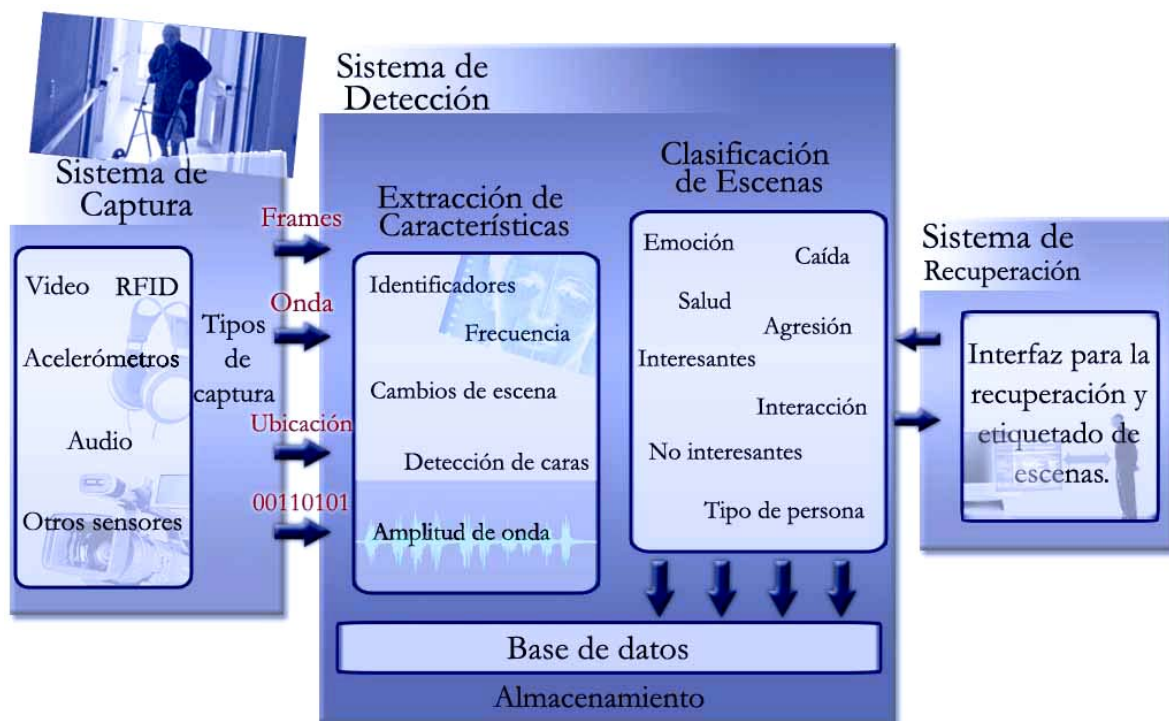 Sistema de
Captura
Video
RFID
Acelerómetros
Audio
Otros sensores
Tipos
de
captura
Frames
Onda
Ubicación
00110101
Sistema de
Detección
Extracción de
Características
Identificadores
Frecuencia
Cambios de escena
Detección de caras
Amplitud de onda
Clasificación
de Escenas
Emoción
Caída
Salud
Agresión
Interesantes
Interacción
No interesantes
Tipo de persona
Base de datos
Almacenamiento
Sistema de
Recuperación
Interfaz para la
recuperación y
etiquetado de
escenas.